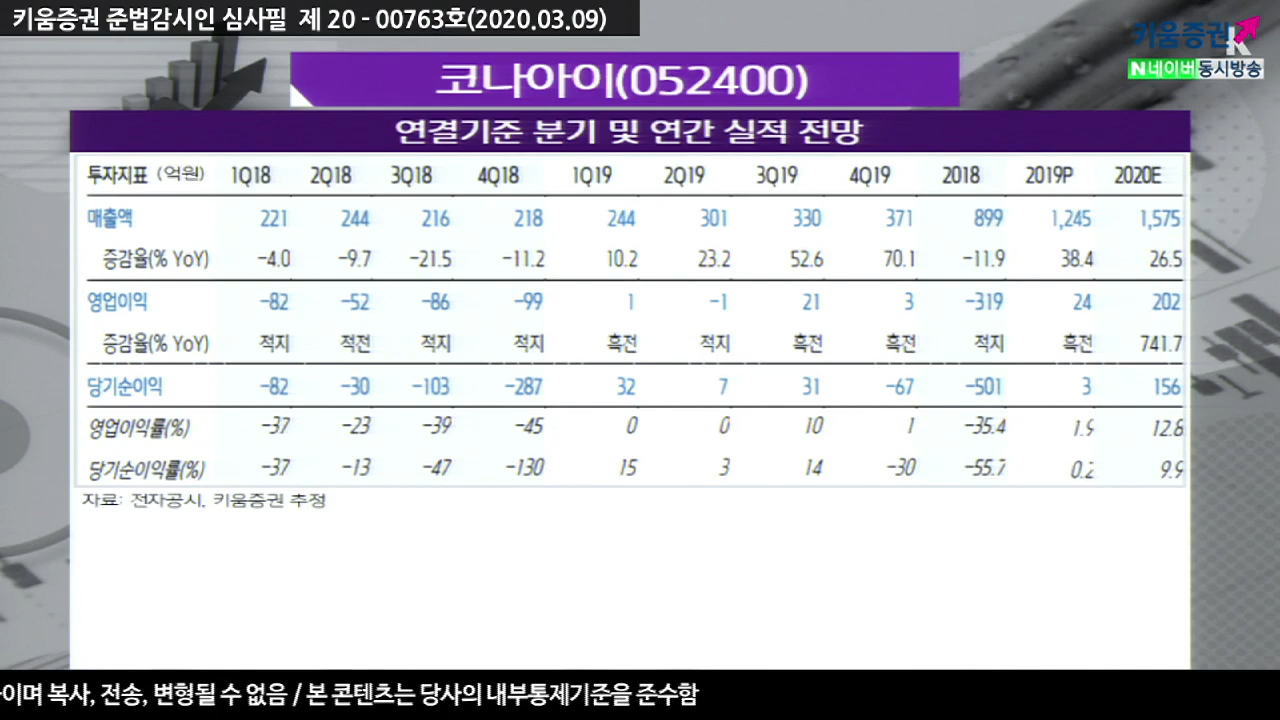 키움증권 준법감시인 심사필 제 20 - 00763호(2020.03.09)
키움증권
N 네이버 동시방송
코나아이(052400)
연결기준 분기 및 연간 실적 전망
투자지표 (억원) 1Q18 2Q18 3Q18 4Q18 1Q19 2Q19 3Q19 4Q19 2018 2019P 2020E
매출액 221 244 216 218 244 301 330 371 899 1,245 1,575
증감율(% YoY) -4.0 -9.7 -21.5 -11.2 10.2 23.2 52.6 70.1 -11.9 38.4 26.5
영업이익 -82 -52 -86 -99 1 -1 21 3 -319 24 202
증감율(% YoY) 적지 적전 적지 적지 흑전 적지 흑전 흑전 적지 흑전 741.7
당기순이익 -82 -30 -103 -287 32 7 31 -67 -501 3 156
영업이익률(%) -37 -23 -39 -45 0 0 10 1 -35.4 1.9 12.8
당기순이익률(%) -37 -13 -47 -130 15 3 14 -30 -55.7 0.2 9.9
자료: 전자공시, 키움증권 추정
이며 복사, 전송, 변형될 수 없음 / 본 콘텐츠는 당사의 내부통제기준을 준수함